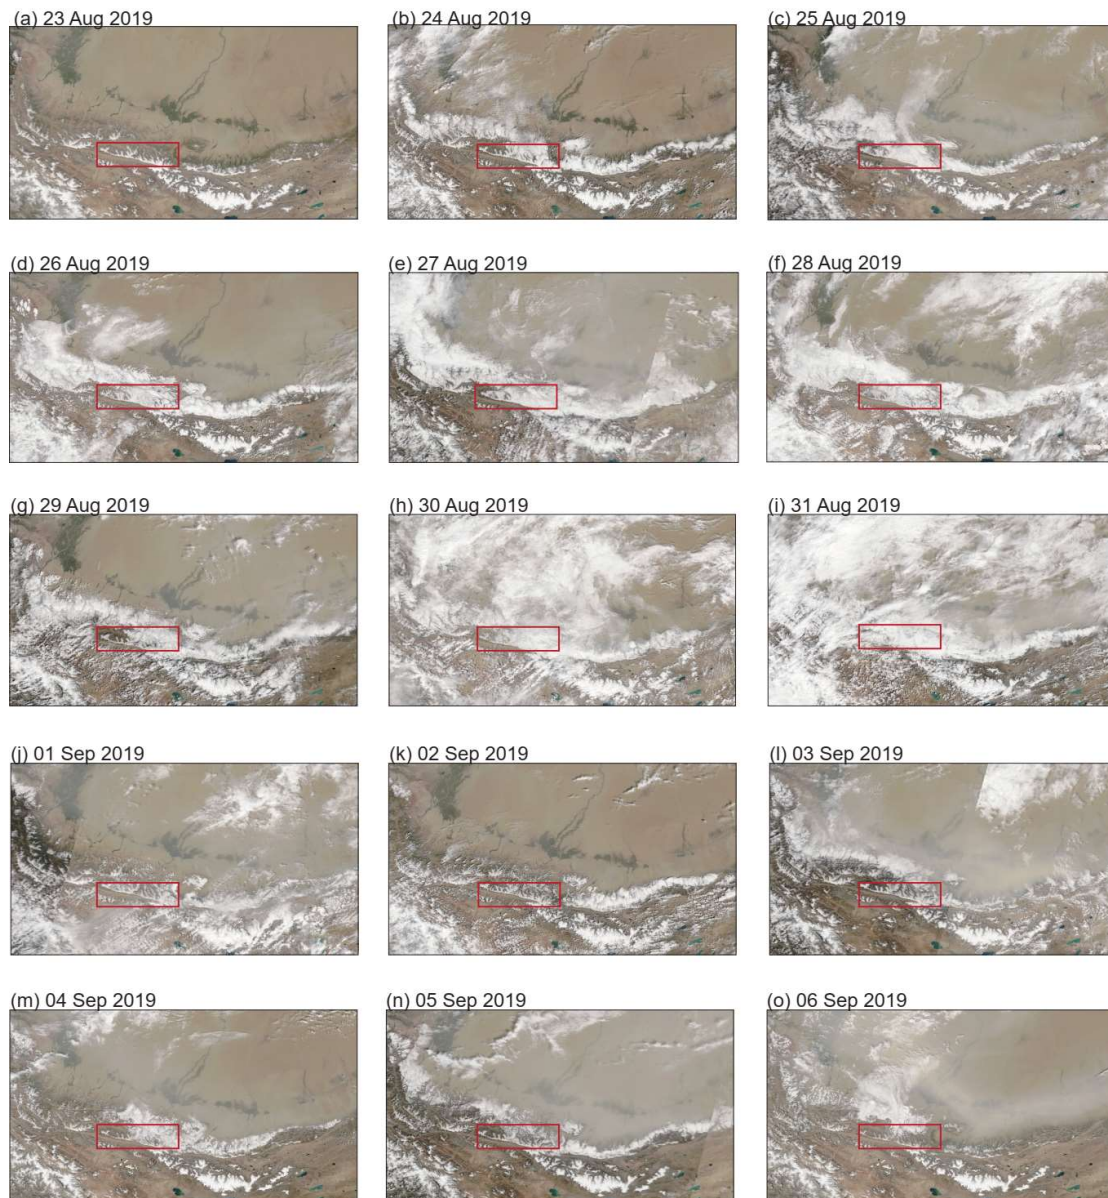 (a) 23 Aug 2019
(b) 24 Aug 2019
(c) 25 Aug 2019
(d) 26 Aug 2019
(e) 27 Aug 2019
(f) 28 Aug 2019
(g) 29 Aug 2019
(h) 30 Aug 2019
(i) 31 Aug 2019
(j) 01 Sep 2019
(k) 02 Sep 2019
(l) 03 Sep 2019
(m) 04 Sep 2019
(n) 05 Sep 2019
(o) 06 Sep 2019